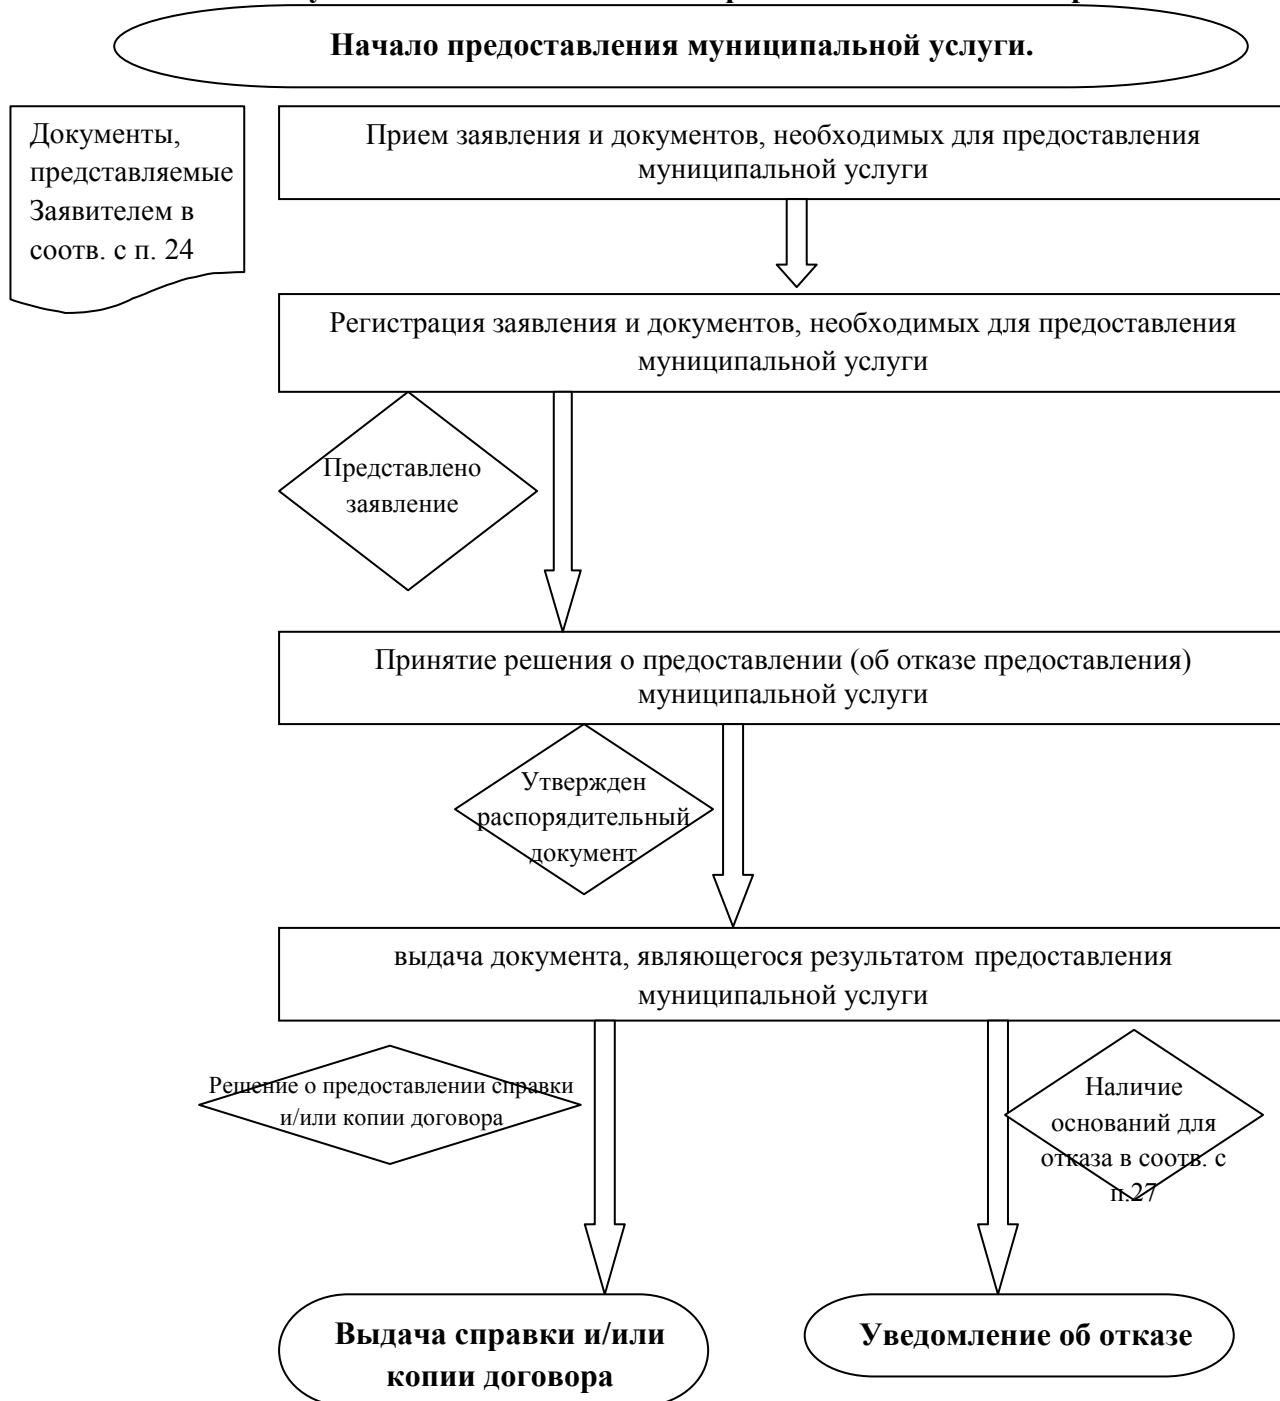 Начало предоставления муниципальной услуги.
Документы,
представляемые
Заявителем в
соотв. с п. 24
Прием заявления и документов, необходимых для предоставления
муниципальной услуги
Регистрация заявления и документов, необходимых для предоставления
муниципальной услуги
Представлено
заявление
Принятие решения о предоставлении (об отказе предоставления)
муниципальной услуги
Утвержден
распорядительный
документ
выдача документа, являющегося результатом предоставления
муниципальной услуги
Решение о предоставлении справки
и/или копии договора
Наличие
оснований для
отказа в соотв. с
п.27
Выдача справки и/или
копии договора
Уведомление об отказе